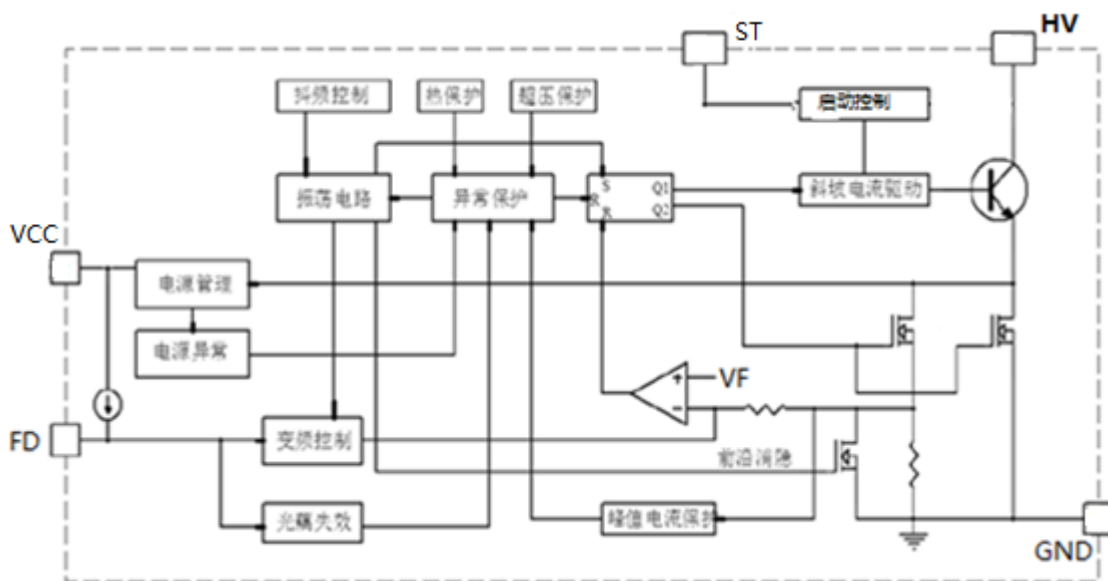 ST
HV
抖频控制
热保护
超压保护
启动控制
振荡电路
异常保护
S
R
R
Q1
Q2
斜坡电流驱动
VCC
电源管理
电源异常
+
VF
−
FD
变频控制
前沿消隐
光耦失效
峰值电流保护
GND